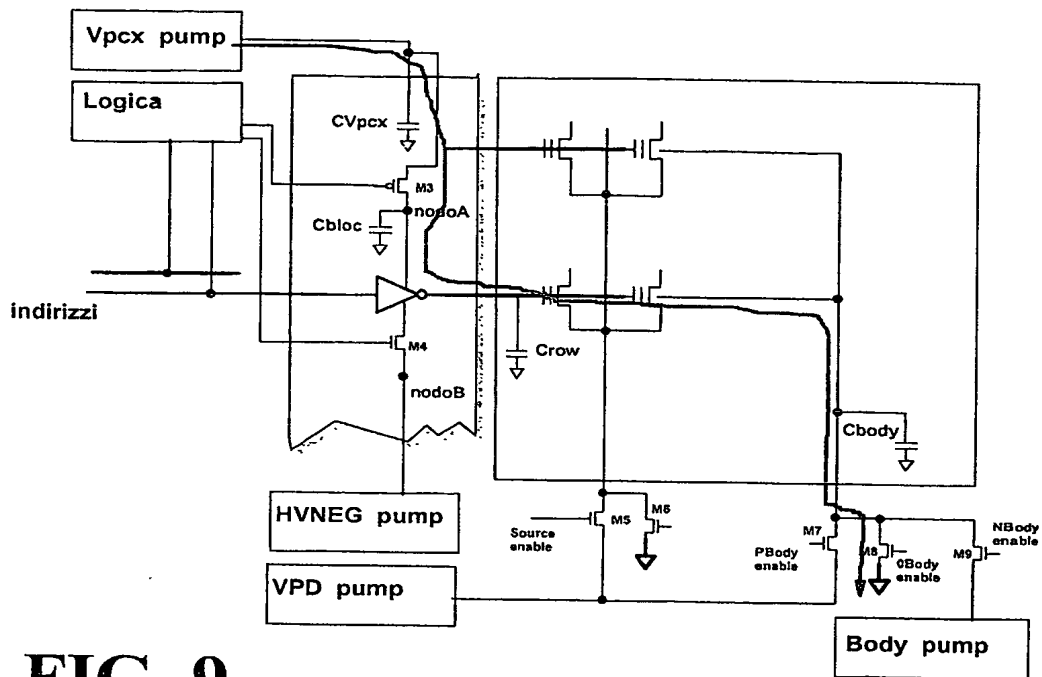 Vpcx pump
Logica
CVpcx
M3
nodoA
Cbloc
indirizzi
M4
Crow
nodoB
Cbody
HVNEG pump
Source
enable
M5
M6
M7
PBody
enable
M8
0Body
enable
M9
NBody
enable
VPD pump
Body pump
FIG. 9